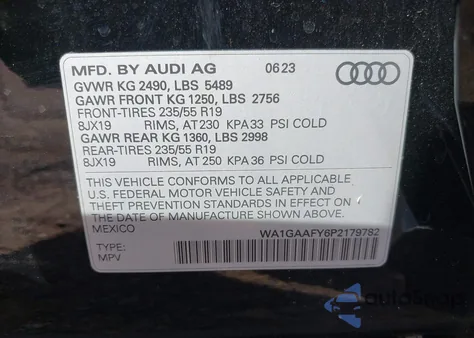 MFD. BY AUDI AG 0623
GVWR KG 2490, LBS 5489
GAWR FRONT KG 1250, LBS 2756
FRONT-TIRES 235/55 R19
8JX19 RIMS, AT 230 KPA 33 PSI COLD
GAWR REAR KG 1360, LBS 2998
REAR-TIRES 235/55 R19
8JX19 RIMS, AT 250 KPA 36 PSI COLD
THIS VEHICLE CONFORMS TO ALL APPLICABLE
U.S. FEDERAL MOTOR VEHICLE SAFETY AND
THEFT PREVENTION STANDARDS IN EFFECT ON
THE DATE OF MANUFACTURE SHOWN ABOVE.
MEXICO WA1GAAFY6P2179782
TYPE:
MPV
autosnap